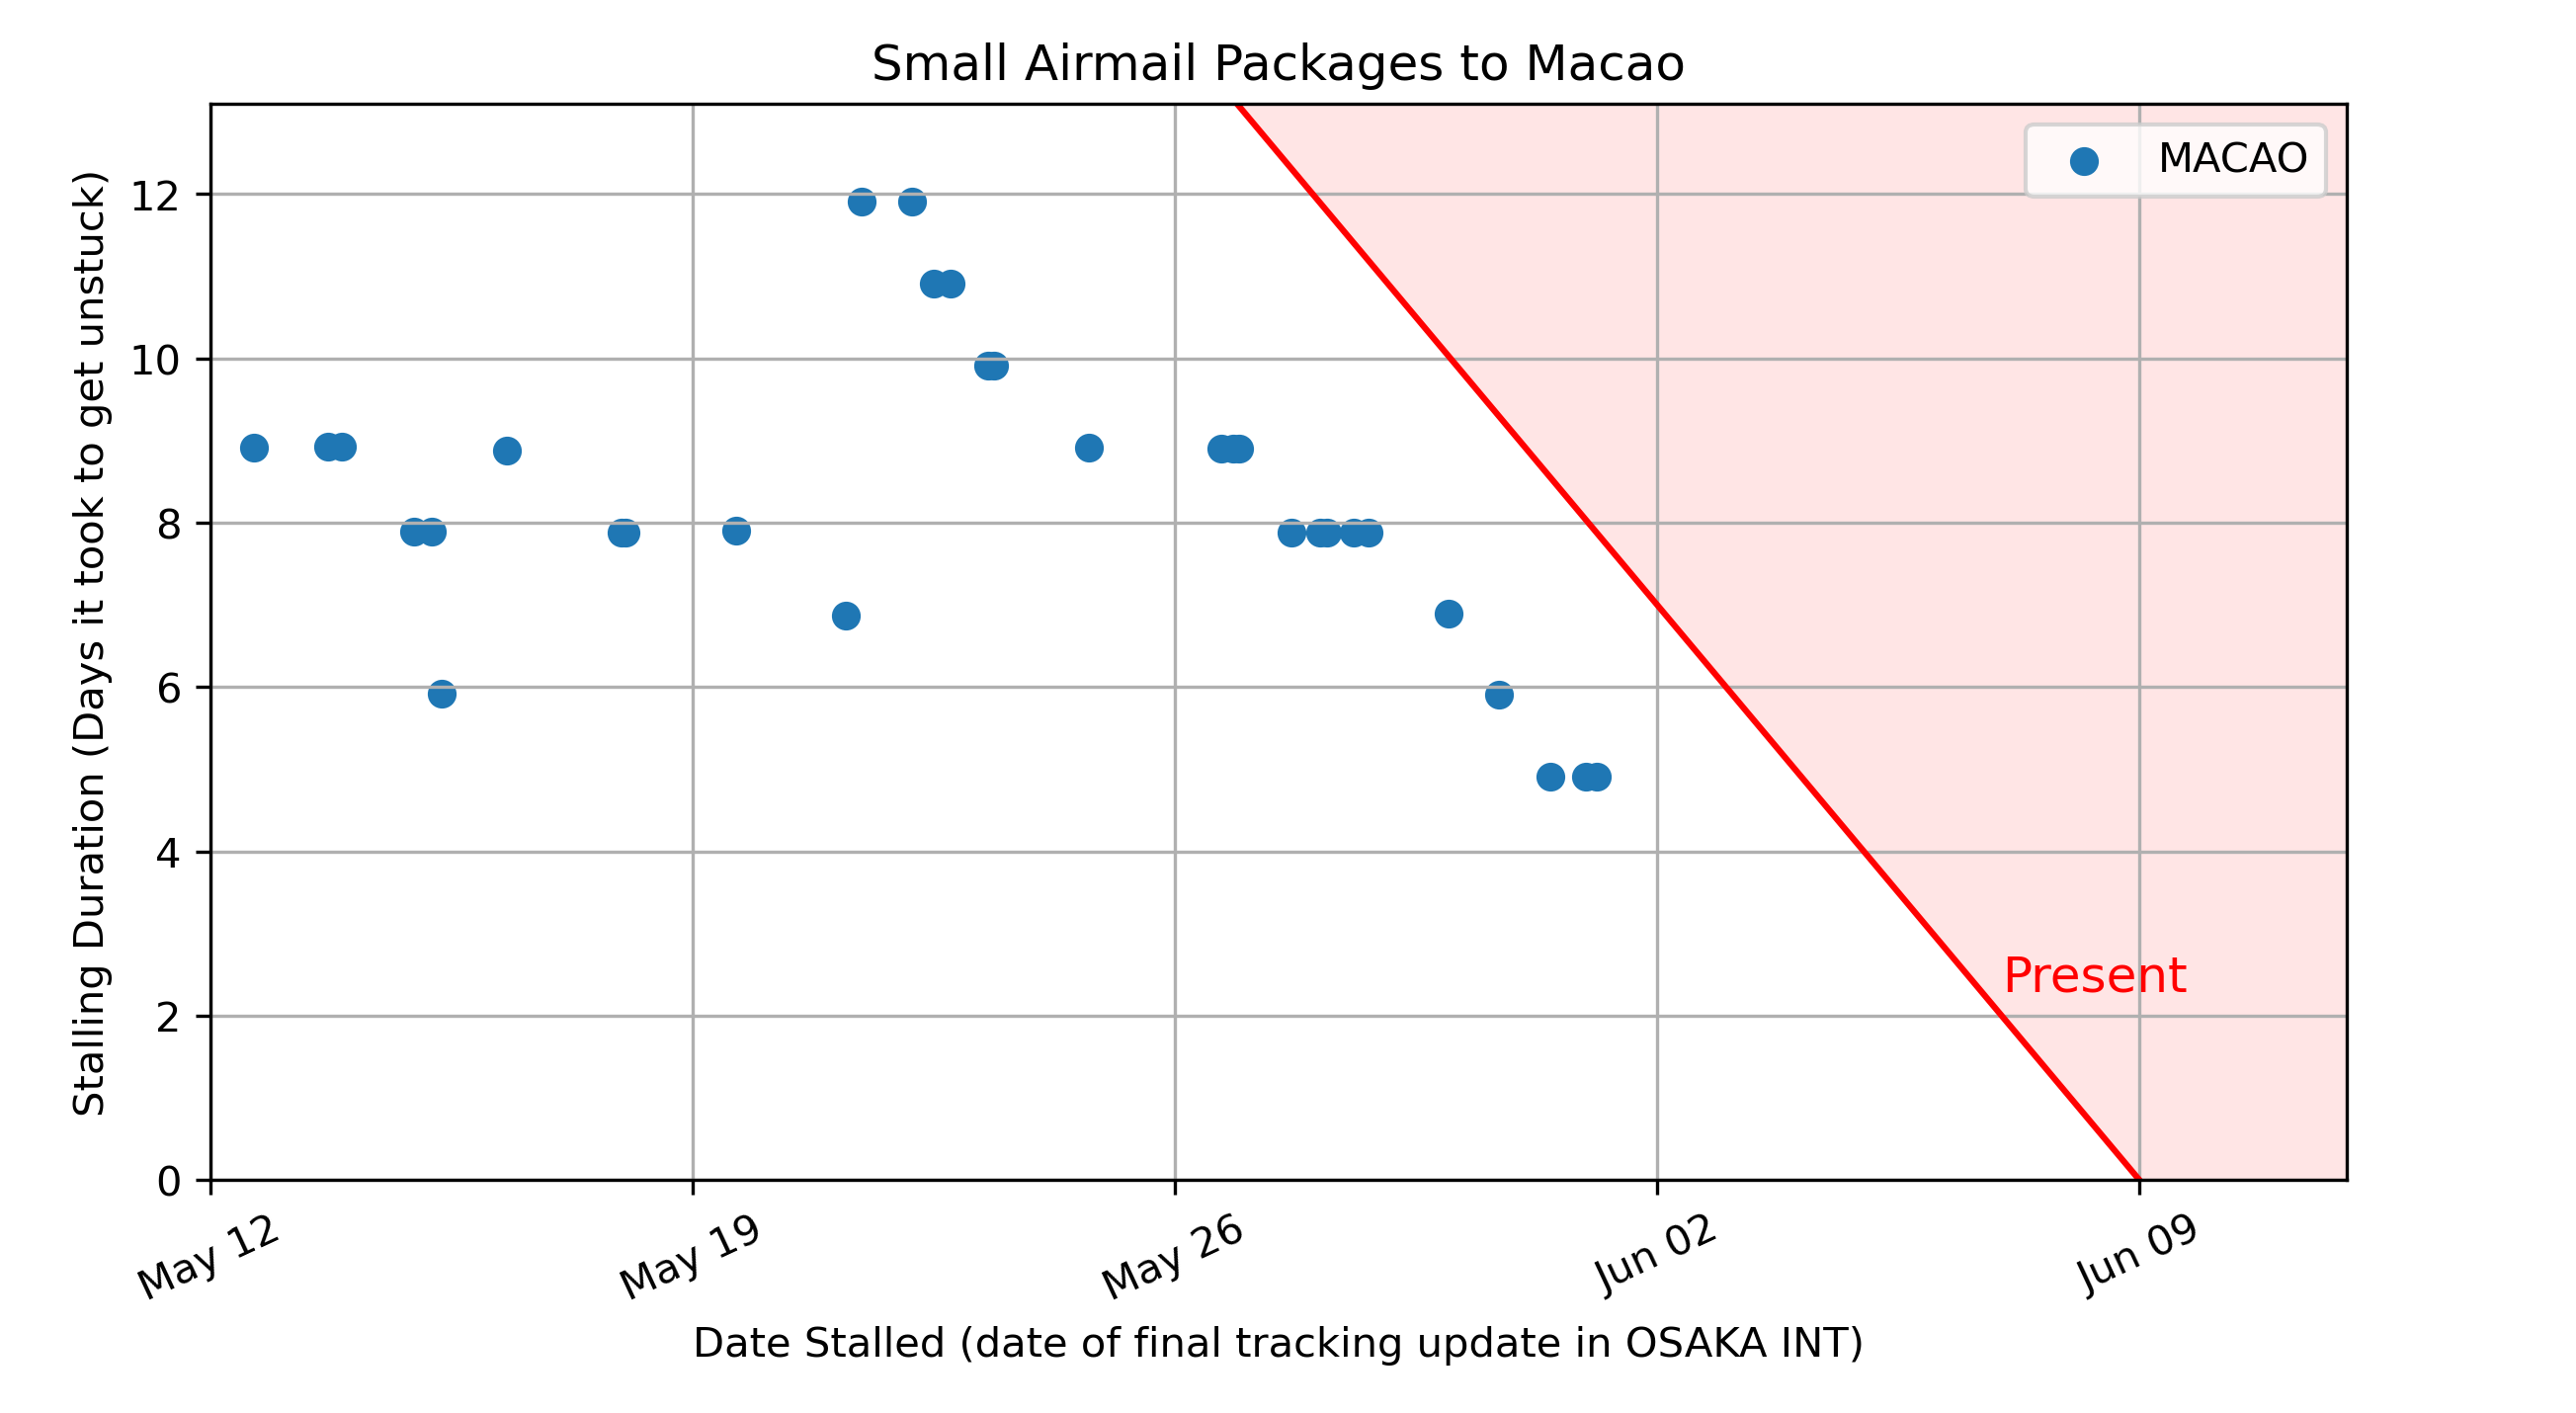 Small Airmail Packages to Macao
MACAO
Stalling Duration (Days it took to get unstuck)
12
10
8
6
4
2
0
Present
May 12
May 19
May 26
Jun 02
Jun 09
Date Stalled (date of final tracking update in OSAKA INT)